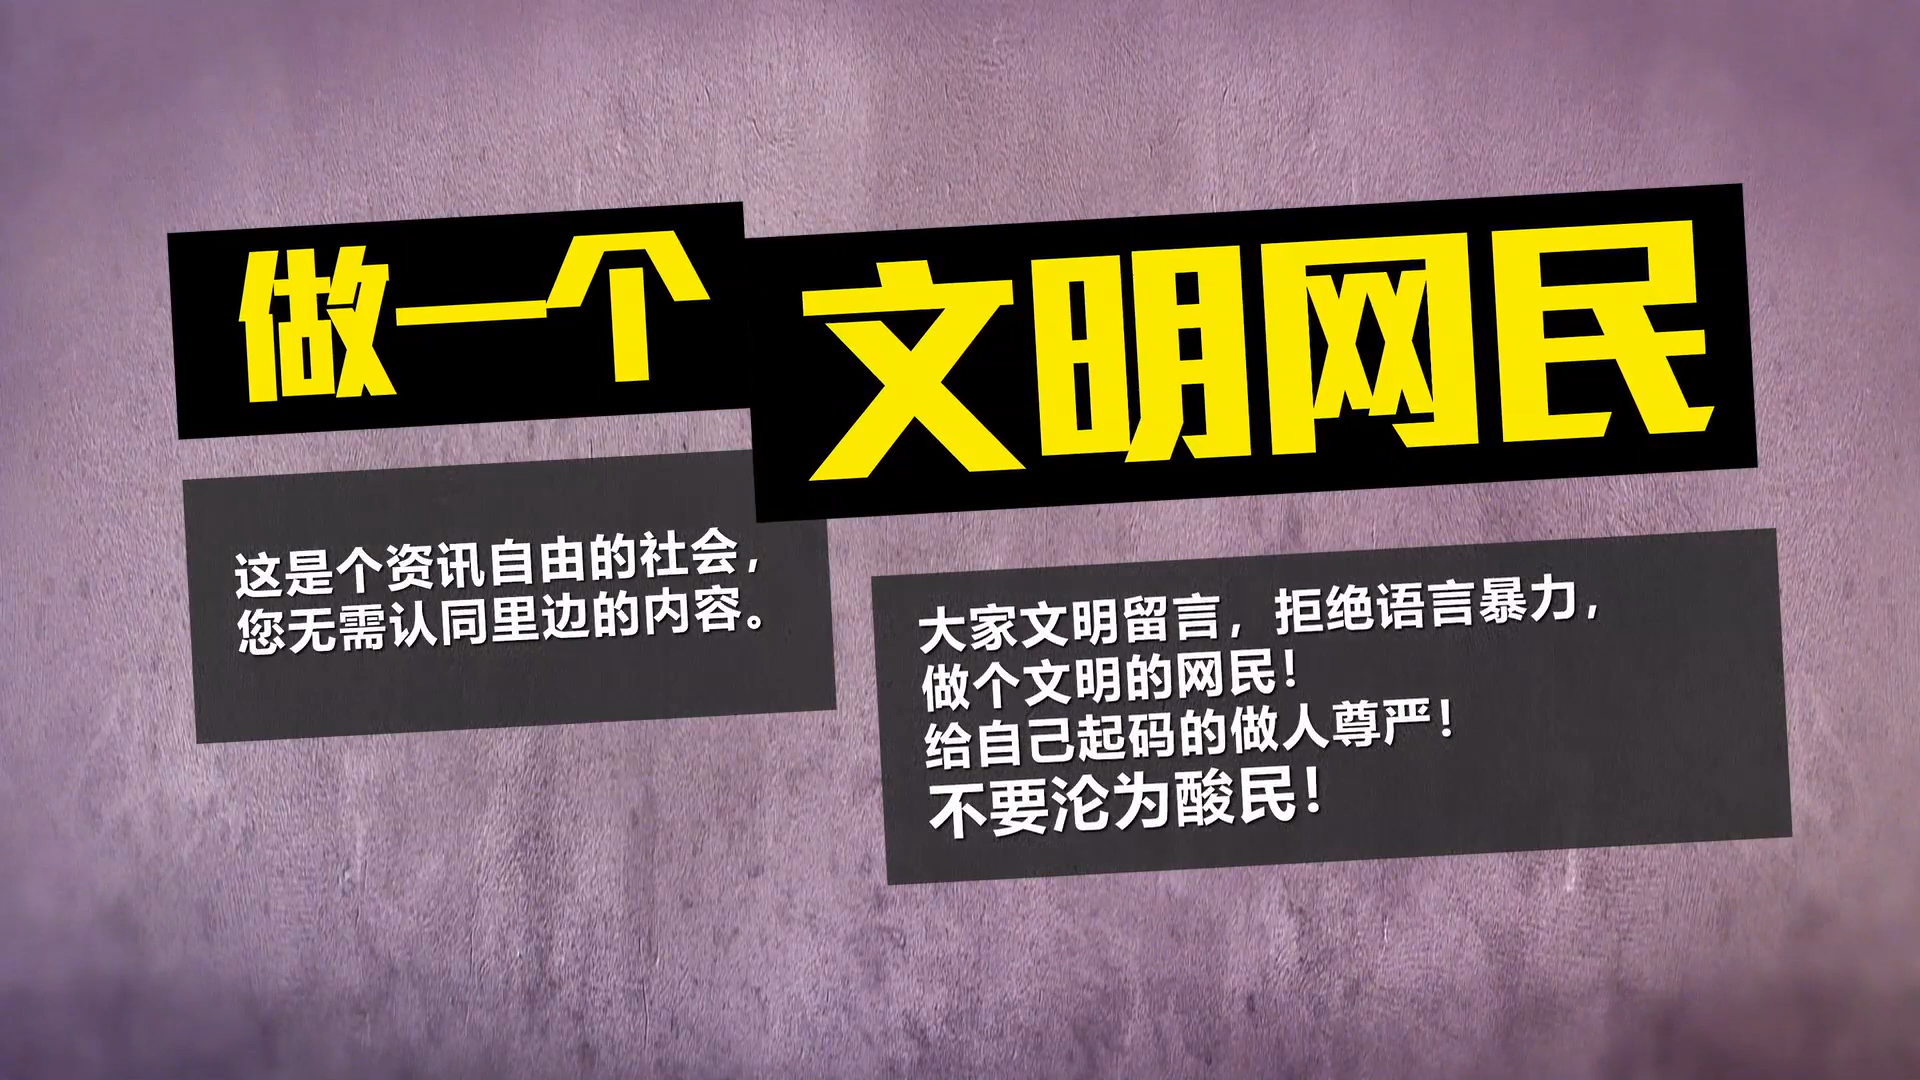 做一个
文明网民
这是个资讯自由的社会，
您无需认同里边的内容。
大家文明留言，拒绝语言暴力，
做个文明的网民！
给自己起码的做人尊严！
不要沦为酸民！